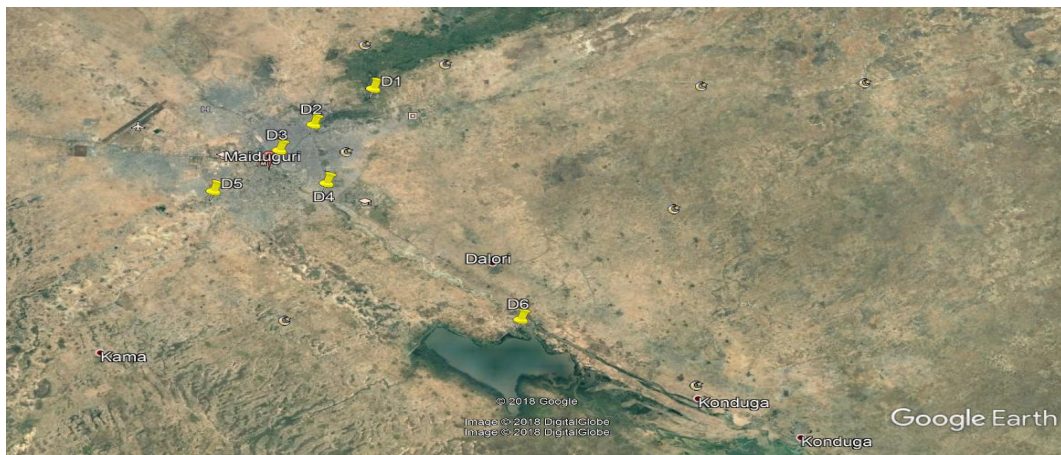 D1
D2
D3
Maiduguri
D5
D4
Dalori
D6
Kama
© 2018 Google
Konduga
Google Earth
Image © 2018 DigitalGlobe
Image © 2018 DigitalGlobe
Konduga